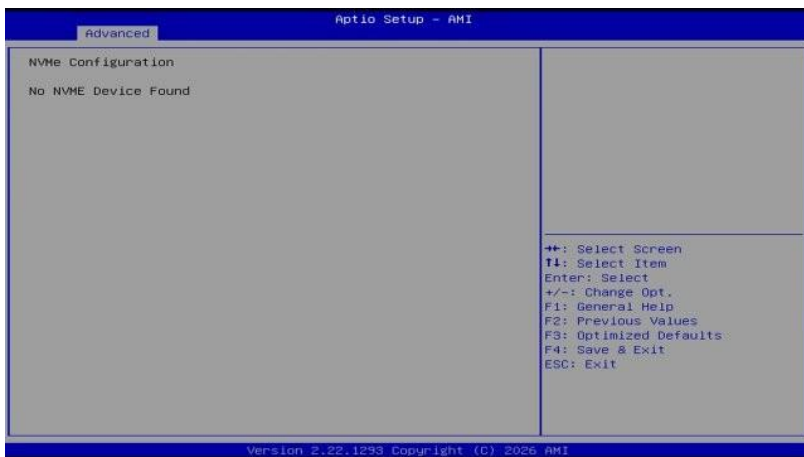 Aptio Setup – AMI
Advanced
NVMe Configuration
No NVME Device Found
→←: Select Screen
↑↓: Select Item
Enter: Select
+/-: Change Opt.
F1: General Help
F2: Previous Values
F3: Optimized Defaults
F4: Save & Exit
ESC: Exit
Version 2.22.1293 Copyright (C) 2026 AMI